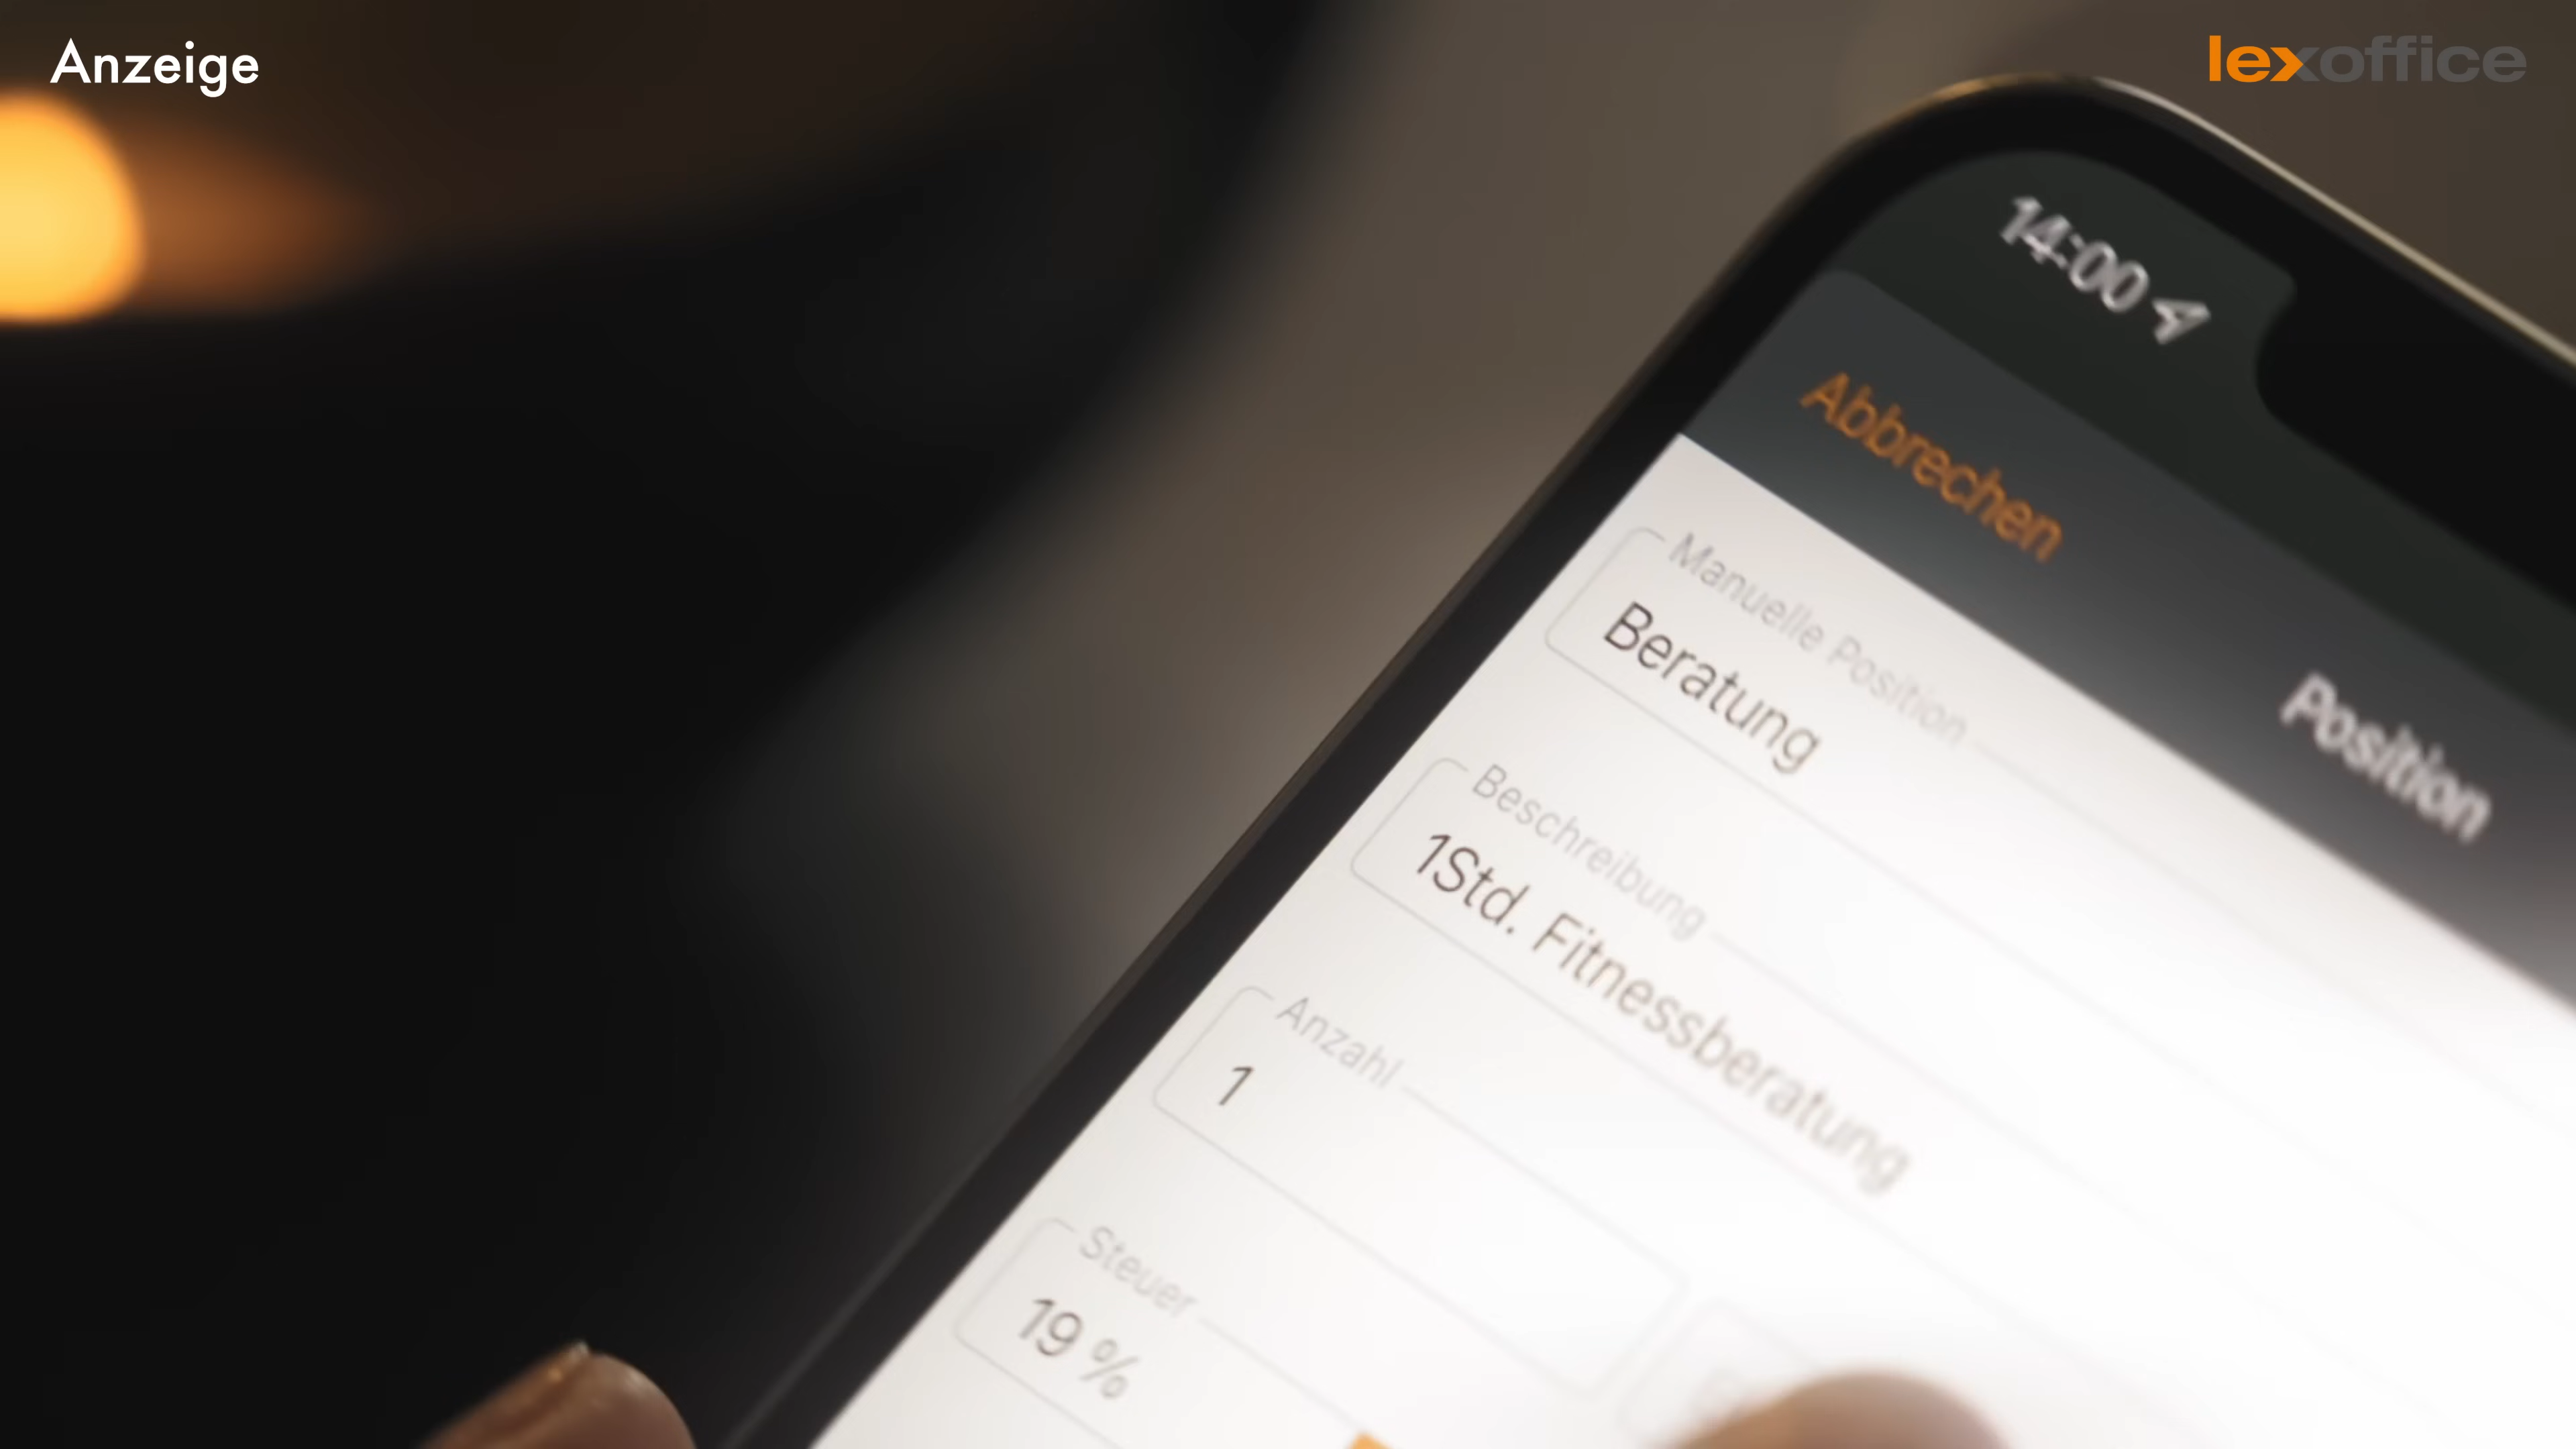 Anzeige
lexoffice
14:00
Abbrechen
Position
Manuelle Position
Beratung
Beschreibung
1Std. Fitnessberatung
Anzahl
1
Steuer
19 %